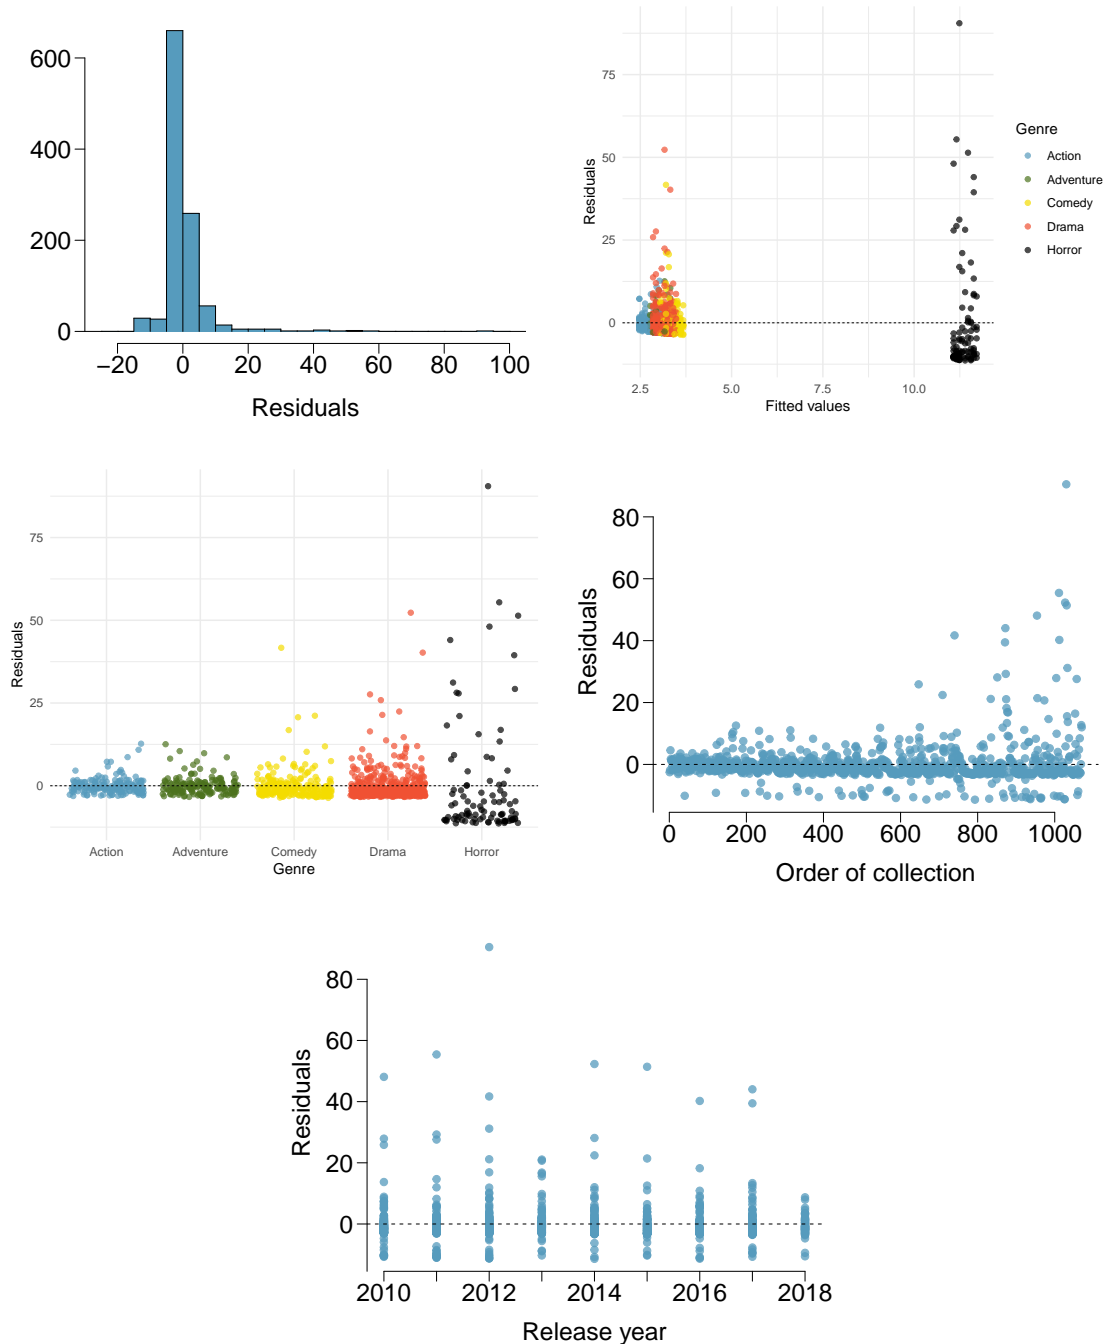 600
400
200
0
−20 0 20 40 60 80 100
Residuals
75
50
25
0
Residuals
2.5 5.0 7.5 10.0
Fitted values
Genre
Action
Adventure
Comedy
Drama
Horror
75
50
25
0
Residuals
Action Adventure Comedy Drama Horror
Genre
80
60
40
20
0
Residuals
0 200 400 600 800 1000
Order of collection
80
60
40
20
0
Residuals
2010 2012 2014 2016 2018
Release year